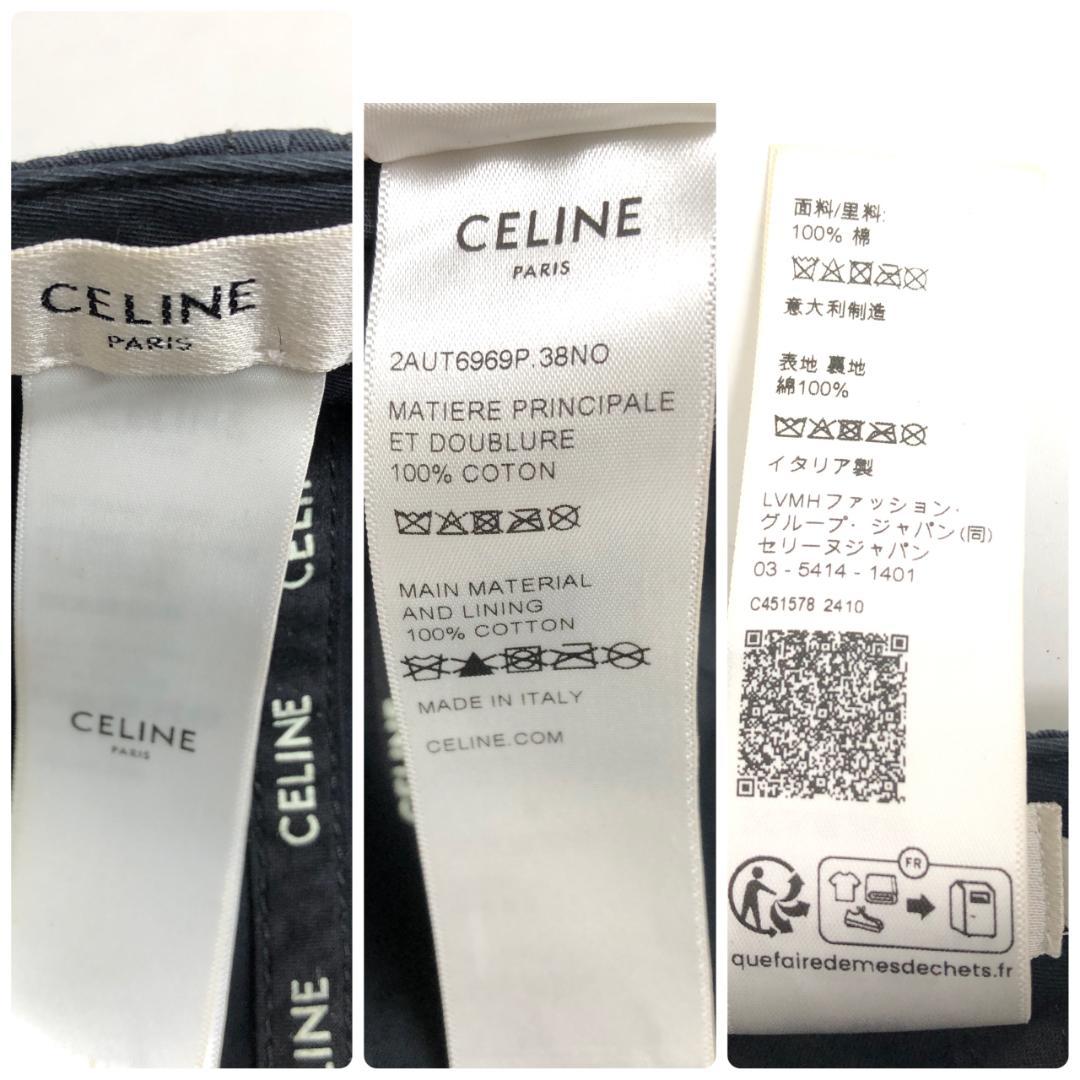 CELINE
PARIS
CELINE
PARIS
CELI
CELINE
LINE
CELINE
PARIS
2AUT6969P.38NO
MATIERE PRINCIPALE
ET DOUBLURE
100% COTON
MAIN MATERIAL
AND LINING
100% COTTON
MADE IN ITALY
CELINE.COM
CELINE
面料/里料:
100% 棉
意大利制造
表地 裏地
綿100%
イタリア製
LVMHファッション・
グループ・ジャパン(同)
セリーヌジャパン
03 - 5414 - 1401
C451578 2410
FR
quefairedemesdechets.fr